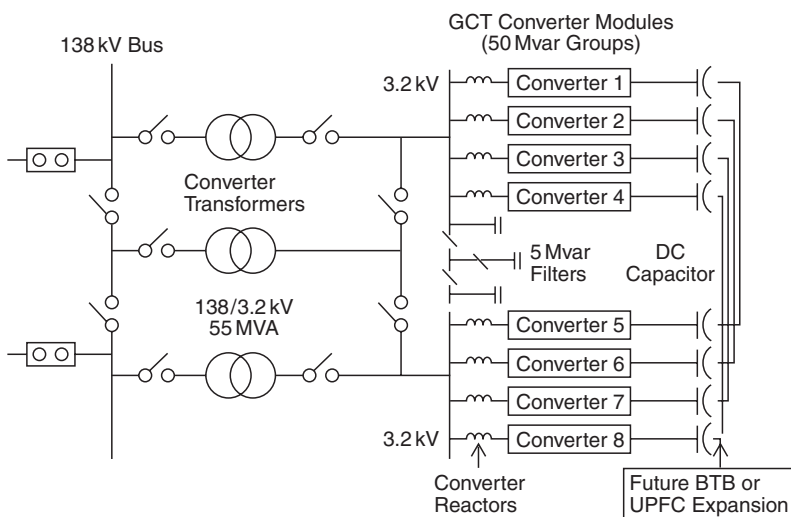 GCT Converter Modules
(50 Mvar Groups)
138 kV Bus
3.2 kV
Converter 1
Converter 2
Converter 3
Converter 4
Converter
Transformers
5 Mvar
Filters
DC
Capacitor
138/3.2 kV
55 MVA
Converter 5
Converter 6
Converter 7
3.2 kV
Converter 8
Converter
Reactors
Future BTB or
UPFC Expansion